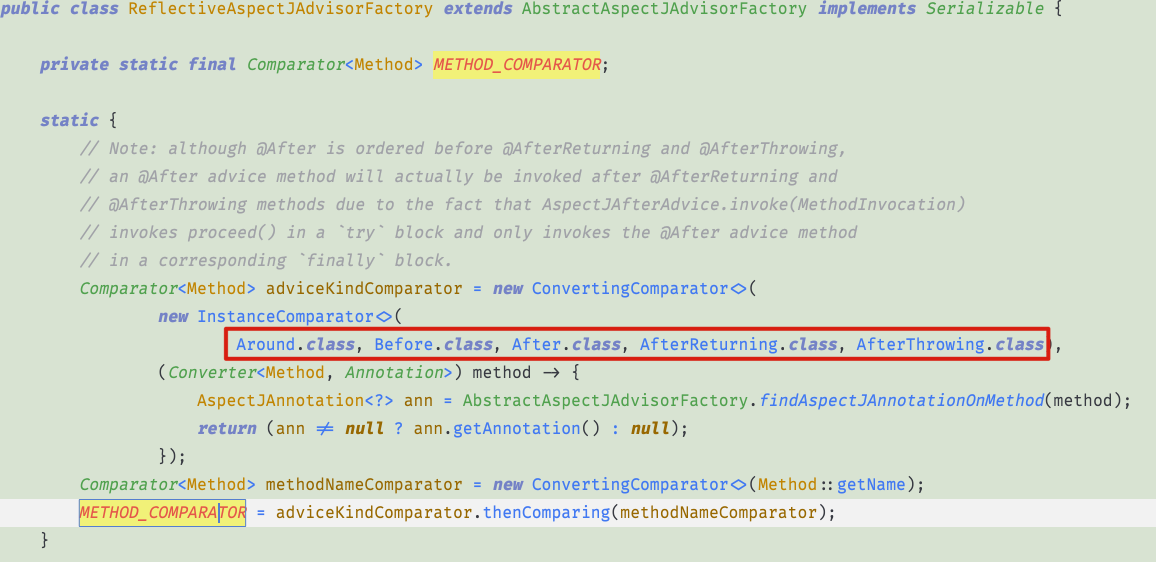 public class ReflectiveAspectJAdvisorFactory extends AbstractAspectJAdvisorFactory implements Serializable {
private static final Comparator<Method> METHOD_COMPARATOR;
static {
// Note: although @After is ordered before @AfterReturning and @AfterThrowing,
// an @After advice method will actually be invoked after @AfterReturning and
// @AfterThrowing methods due to the fact that AspectJAfterAdvice.invoke(MethodInvocation)
// invokes proceed() in a `try` block and only invokes the @After advice method
// in a corresponding `finally` block.
Comparator<Method> adviceKindComparator = new ConvertingComparator<>(
new InstanceComparator<>(
Around.class, Before.class, After.class, AfterReturning.class, AfterThrowing.class),
(Converter<Method, Annotation>) method -> {
AspectJAnnotation<?> ann = AbstractAspectJAdvisorFactory.findAspectJAnnotationOnMethod(method);
return (ann != null ? ann.getAnnotation() : null);
});
Comparator<Method> methodNameComparator = new ConvertingComparator<>(Method::getName);
METHOD_COMPARATOR = adviceKindComparator.thenComparing(methodNameComparator);
}